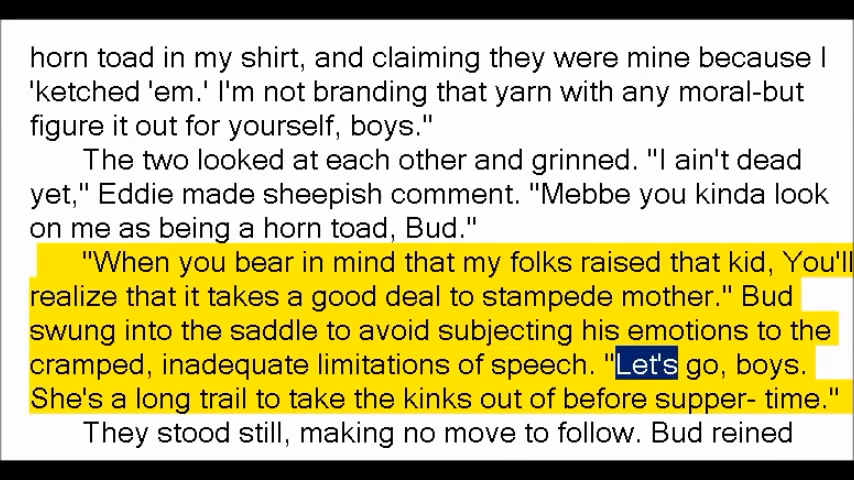 horn toad in my shirt, and claiming they were mine because I
'ketched 'em.' I'm not branding that yarn with any moral-but
figure it out for yourself, boys."
The two looked at each other and grinned. "I ain't dead
yet," Eddie made sheepish comment. "Mebbe you kinda look
on me as being a horn toad, Bud."
"When you bear in mind that my folks raised that kid, You'll
realize that it takes a good deal to stampede mother." Bud
swung into the saddle to avoid subjecting his emotions to the
cramped, inadequate limitations of speech. "Let's go, boys.
She's a long trail to take the kinks out of before supper- time."
They stood still, making no move to follow. Bud reined